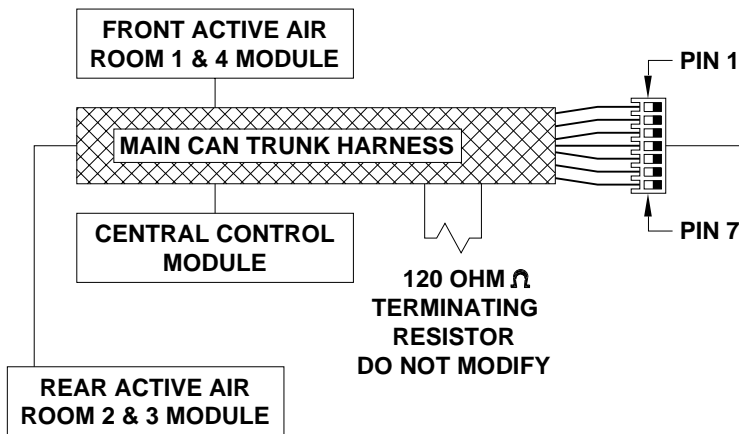 FRONT ACTIVE AIR
ROOM 1 & 4 MODULE
PIN 1
MAIN CAN TRUNK HARNESS
CENTRAL CONTROL
MODULE
PIN 7
120 OHM Ω
TERMINATING
RESISTOR
DO NOT MODIFY
REAR ACTIVE AIR
ROOM 2 & 3 MODULE